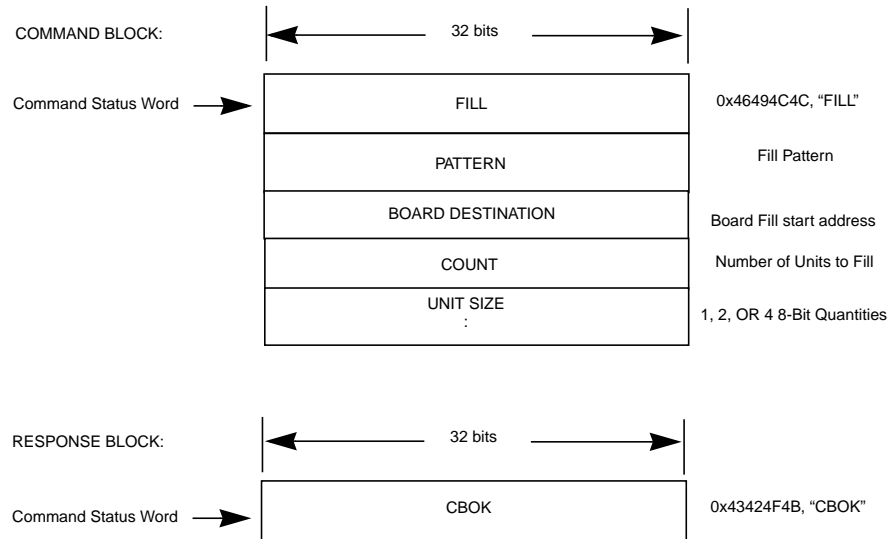 COMMAND BLOCK:
32 bits
Command Status Word
FILL
0x46494C4C, “FILL”
PATTERN
Fill Pattern
BOARD DESTINATION
Board Fill start address
COUNT
Number of Units to Fill
UNIT SIZE
:
1, 2, OR 4 8-Bit Quantities
RESPONSE BLOCK:
32 bits
Command Status Word
CBOK
0x43424F4B, “CBOK”